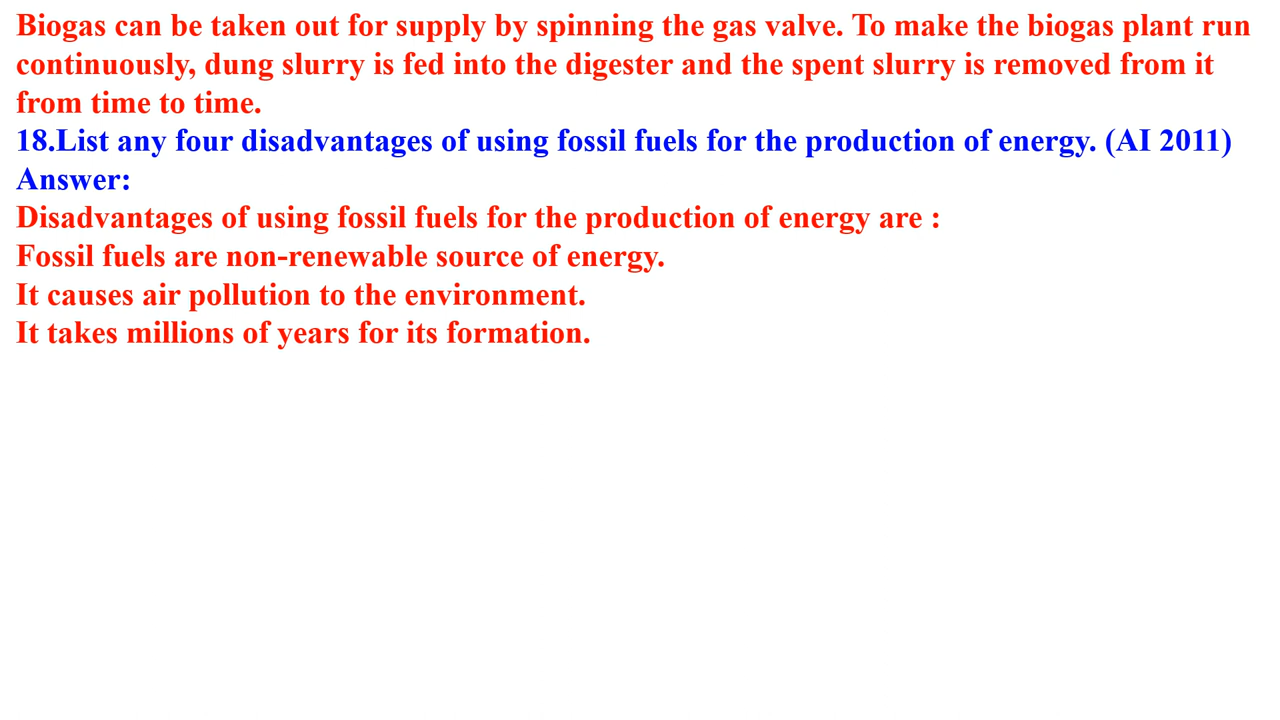 Biogas can be taken out for supply by spinning the gas valve. To make the biogas plant run
continuously, dung slurry is fed into the digester and the spent slurry is removed from it
from time to time.
18.List any four disadvantages of using fossil fuels for the production of energy. (AI 2011)
Answer:
Disadvantages of using fossil fuels for the production of energy are :
Fossil fuels are non-renewable source of energy.
It causes air pollution to the environment.
It takes millions of years for its formation.